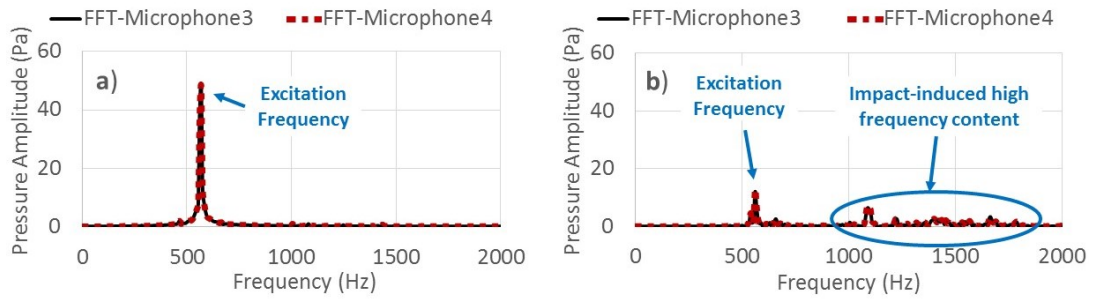 FFT-Microphone3 FFT-Microphone4
Pressure Amplitude (Pa)
60
40
20
0
a)
Excitation
Frequency
0 500 1000 1500 2000
Frequency (Hz)
FFT-Microphone3 FFT-Microphone4
Pressure Amplitude (Pa)
60
40
20
0
b)
Excitation
Frequency
Impact-induced high
frequency content
0 500 1000 1500 2000
Frequency (Hz)